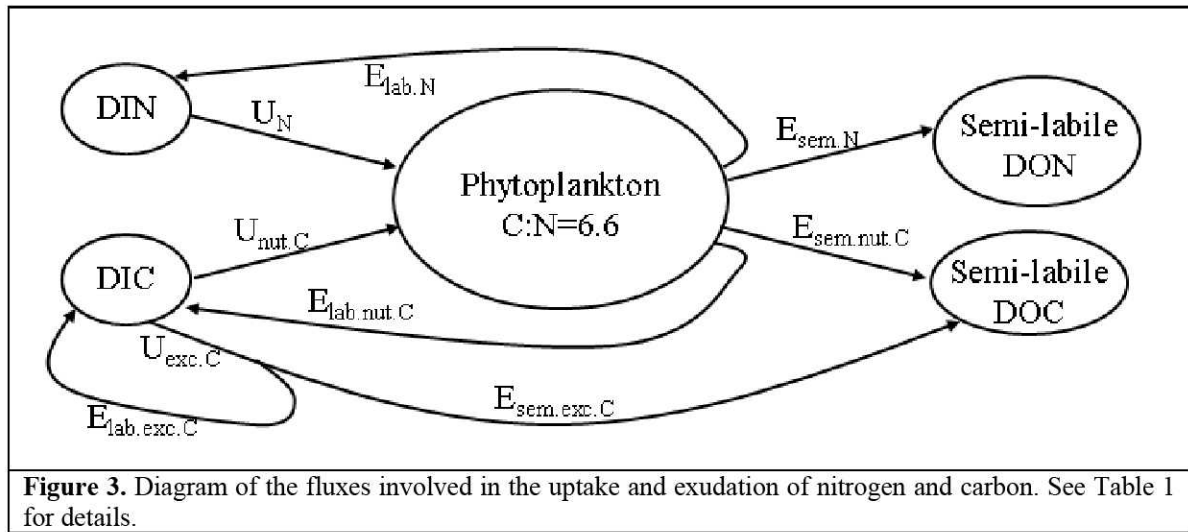 E_lab.N
DIN
U_N
E_sem.N
Semi-labile
DON
Phytoplankton
C:N=6.6
U_nut.C
E_sem.nut.C
DIC
E_lab.nut.C
Semi-labile
DOC
U_exc.C
E_sem.exc.C
E_lab.exc.C
Figure 3. Diagram of the fluxes involved in the uptake and exudation of nitrogen and carbon. See Table 1
for details.